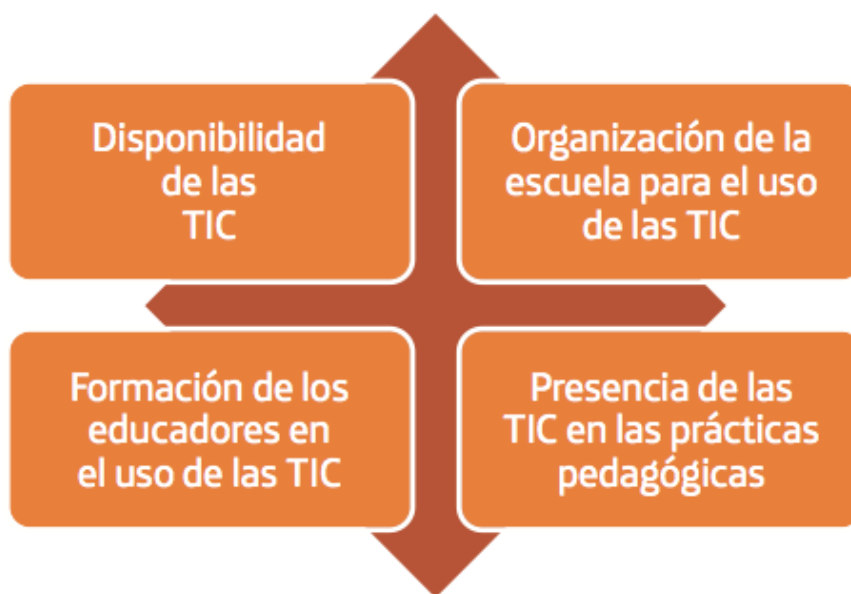 Disponibilidad
de las
TIC
Organización de la
escuela para el uso
de las TIC
Formación de los
educadores en
el uso de las TIC
Presencia de las
TIC en las prácticas
pedagógicas